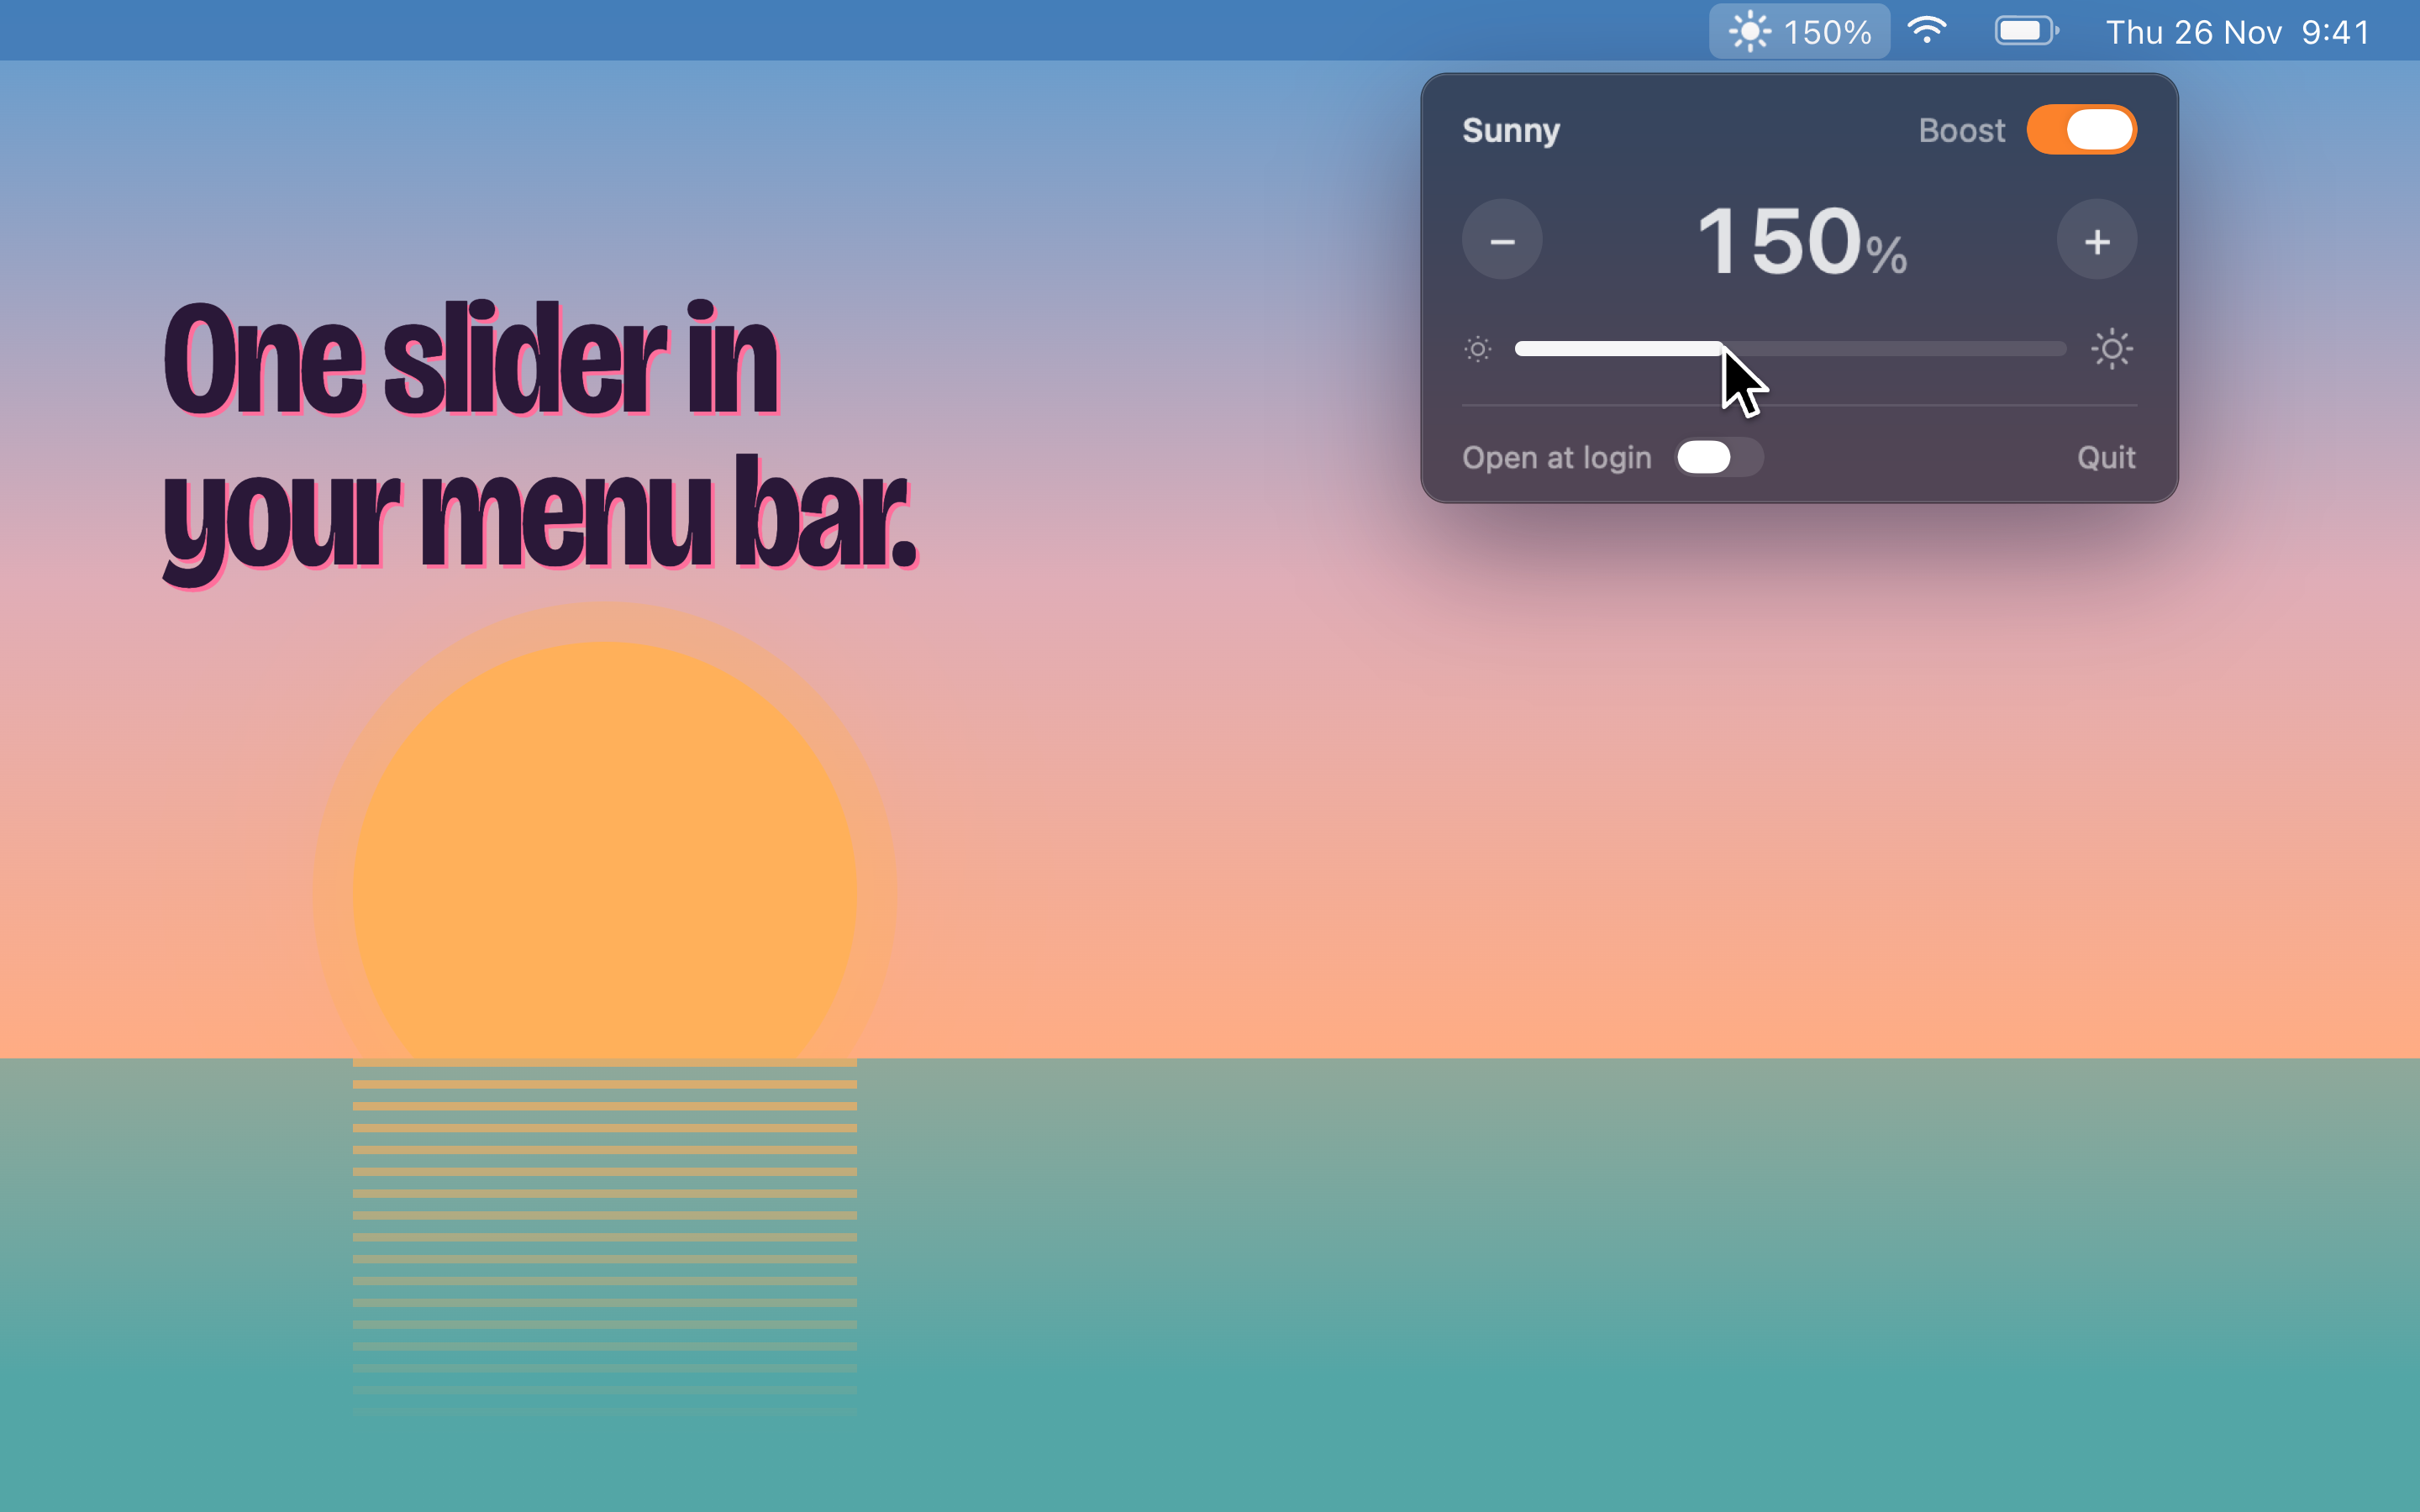 150%
Thu 26 Nov 9:41
Sunny
Boost
−
150%
+
One slider in
your menu bar.
Open at login
Quit